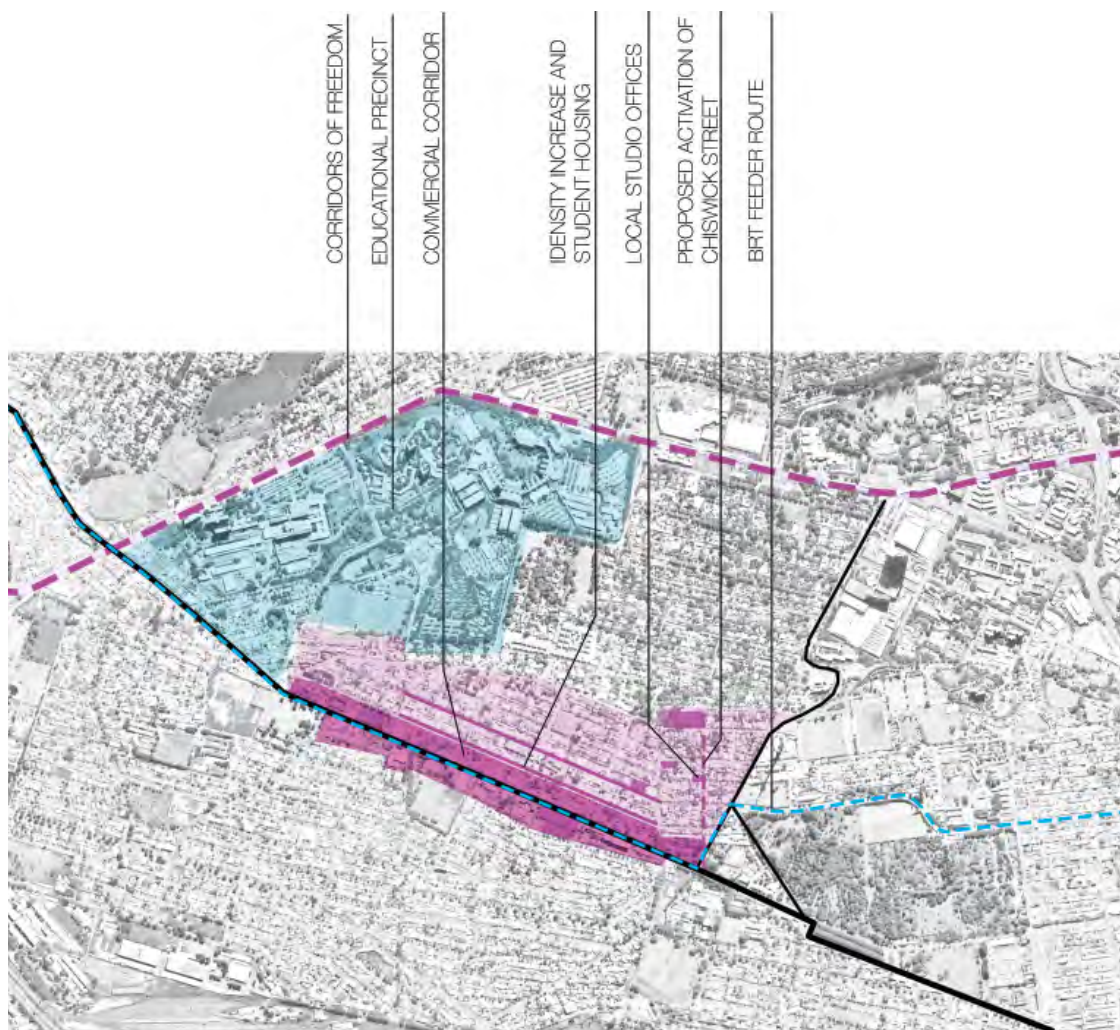 CORRIDORS OF FREEDOM
EDUCATIONAL PRECINCT
COMMERCIAL CORRIDOR
IDENSITY INCREASE AND
STUDENT HOUSING
LOCAL STUDIO OFFICES
PROPOSED ACTIVATION OF
CHISWICK STREET
BRT FEEDER ROUTE